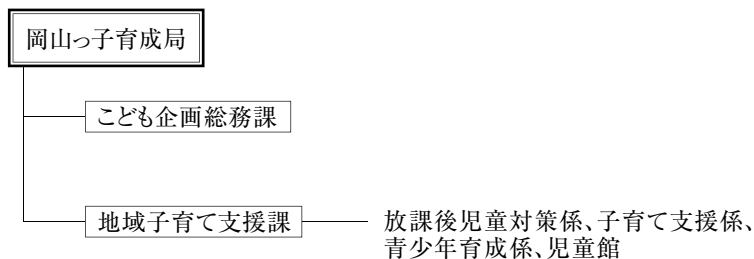 岡山っ子育成局
こども企画総務課
地域子育て支援課
放課後児童対策係、子育て支援係、
青少年育成係、児童館